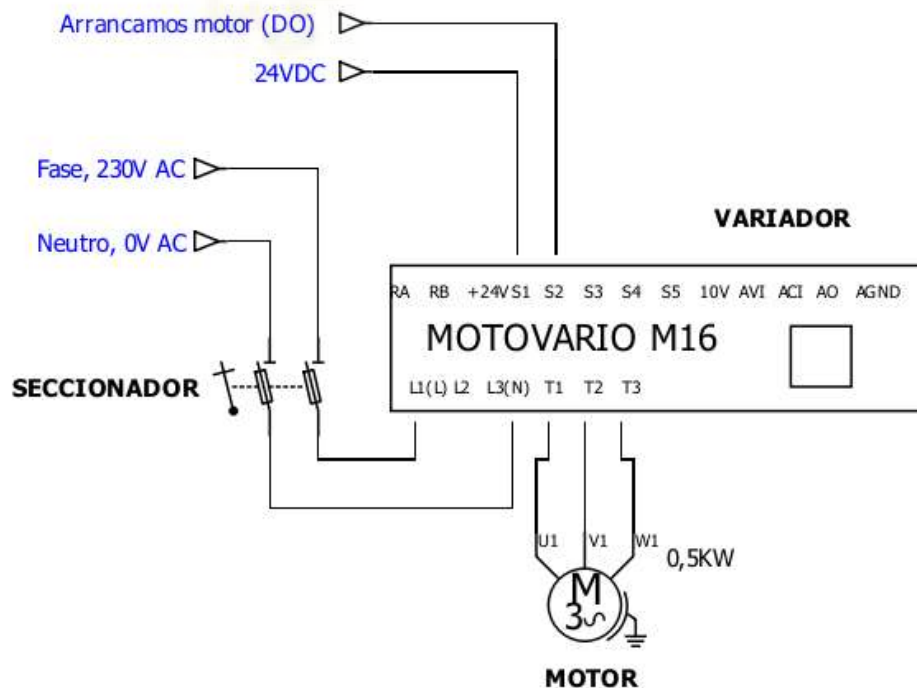 Arrancamos motor (DO)
24VDC
Fase, 230V AC
Neutro, 0V AC
VARIADOR
RA RB +24V S1 S2 S3 S4 S5 10V AVI ACI AO AGND
MOTOVARIO M16
SECCIONADOR
L1(L) L2 L3(N) T1 T2 T3
U1 V1 W1
0,5KW
M
3~
MOTOR